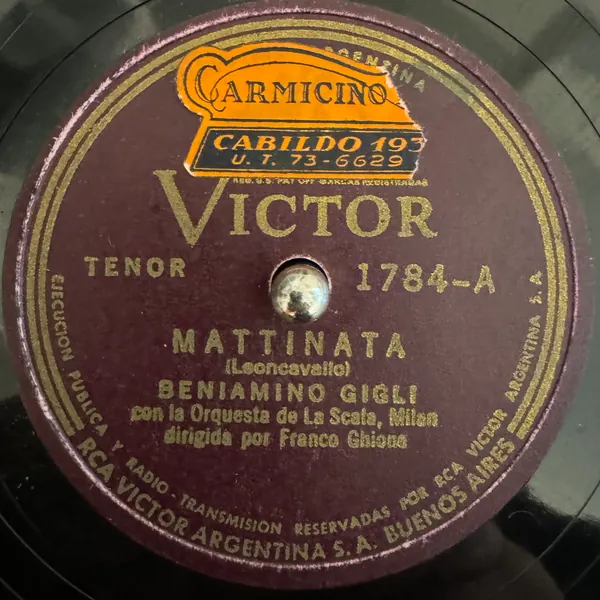 ARGENTINA
CARMICINO
CABILDO 193
U. T. 73-6629
REG. U.S. PAT. OFF. MARCAS REGISTRADAS
VICTOR
TENOR
1784-A
MATTINATA
(Leoncavallo)
BENIAMINO GIGLI
con la Orquesta de La Scala, Milan
dirigida por Franco Ghione
EJECUCION PUBLICA Y RADIO-TRANSMISION RESERVADAS POR RCA VICTOR ARGENTINA S. A.
RCA VICTOR ARGENTINA S. A. BUENOS AIRES